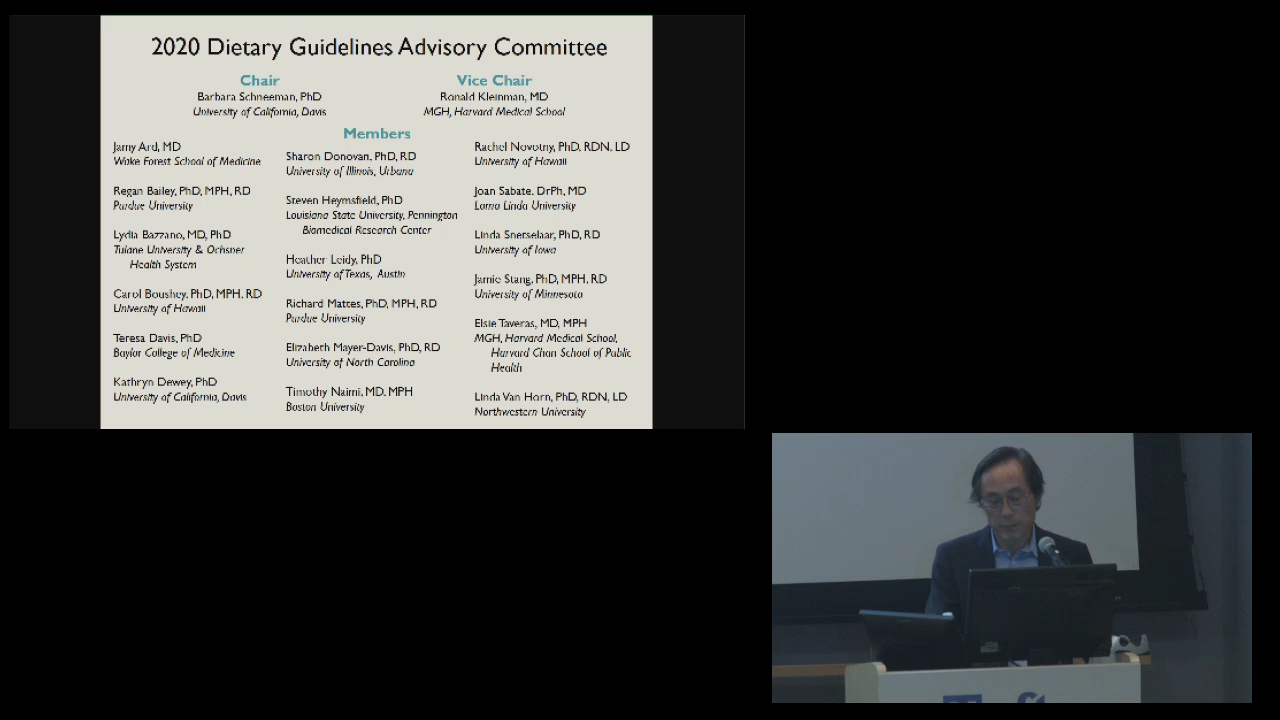 2020 Dietary Guidelines Advisory Committee
Chair
Barbara Schneeman, PhD
University of California, Davis
Vice Chair
Ronald Kleinman, MD
MGH, Harvard Medical School
Members
Jamy Ard, MD
Wake Forest School of Medicine
Regan Bailey, PhD, MPH, RD
Purdue University
Lydia Bazzano, MD, PhD
Tulane University & Ochsner
Health System
Carol Boushey, PhD, MPH, RD
University of Hawaii
Teresa Davis, PhD
Baylor College of Medicine
Kathryn Dewey, PhD
University of California, Davis
Sharon Donovan, PhD, RD
University of Illinois, Urbana
Steven Heymsfield, PhD
Louisiana State University, Pennington
Biomedical Research Center
Heather Leidy, PhD
University of Texas, Austin
Richard Mattes, PhD, MPH, RD
Purdue University
Elizabeth Mayer-Davis, PhD, RD
University of North Carolina
Timothy Naimi, MD, MPH
Boston University
Rachel Novotny, PhD, RDN, LD
University of Hawaii
Joan Sabate, DrPh, MD
Loma Linda University
Linda Snetselaar, PhD, RD
University of Iowa
Jamie Stang, PhD, MPH, RD
University of Minnesota
Elsie Taveras, MD, MPH
MGH, Harvard Medical School,
Harvard Chan School of Public
Health
Linda Van Horn, PhD, RDN, LD
Northwestern University